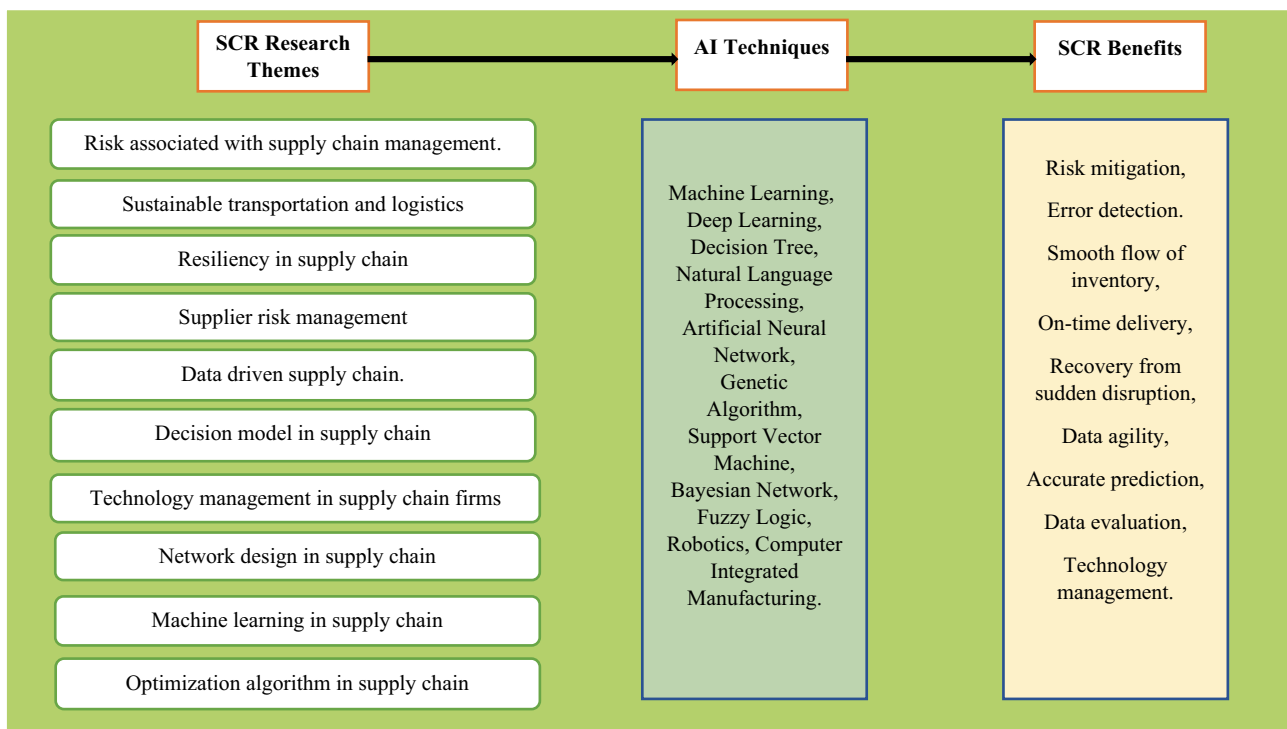 SCR Research
Themes
AI Techniques
SCR Benefits
Risk associated with supply chain management.
Sustainable transportation and logistics
Resiliency in supply chain
Supplier risk management
Data driven supply chain.
Decision model in supply chain
Technology management in supply chain firms
Network design in supply chain
Machine learning in supply chain
Optimization algorithm in supply chain
Machine Learning,
Deep Learning,
Decision Tree,
Natural Language
Processing,
Artificial Neural
Network,
Genetic
Algorithm,
Support Vector
Machine,
Bayesian Network,
Fuzzy Logic,
Robotics, Computer
Integrated
Manufacturing.
Risk mitigation,
Error detection.
Smooth flow of
inventory,
On-time delivery,
Recovery from
sudden disruption,
Data agility,
Accurate prediction,
Data evaluation,
Technology
management.